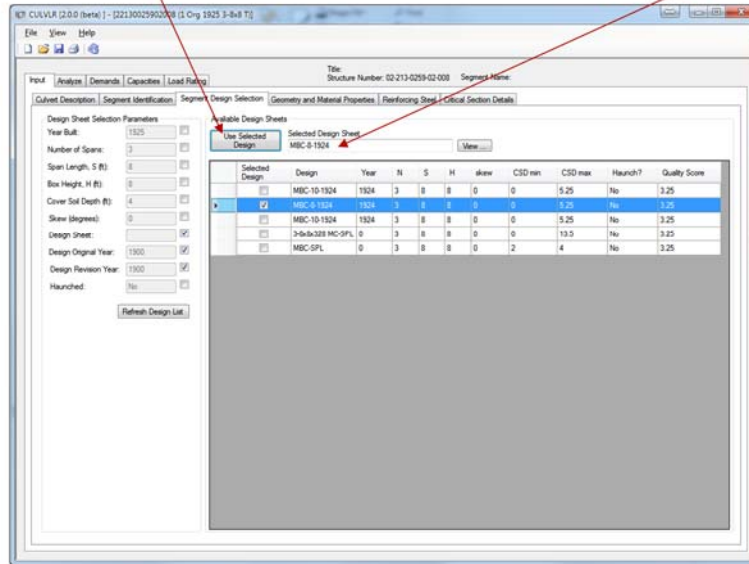 CULVLR [2.0.0 (beta) ] - [22130025902008 (1 Org 1925 3-8x8 T)]
File View Help
Title:
Structure Number: 02-213-0259-02-008 Segment Name:
Input Analyze Demands Capacities Load Rating
Culvert Description Segment Identification Segment Design Selection Geometry and Material Properties Reinforcing Steel Critical Section Details
Design Sheet Selection Parameters
Year Built: 1925
Number of Spans: 3
Span Length, S (ft): 8
Box Height, H (ft): 8
Cover Soil Depth (ft): 4
Skew (degrees): 0
Design Sheet:
Design Original Year: 1900
Design Revision Year: 1900
Haunched: No
Refresh Design List
Available Design Sheets
Use Selected Design
Selected Design Sheet
MBC-8-1924
View ...
Selected Design Design Year N S H skew CSD min CSD max Haunch? Quality Score
MBC-10-1924 1924 3 8 8 0 0 5.25 No 3.25
MBC-8-1924 1924 3 8 8 0 0 5.25 No 3.25
MBC-10-1924 1924 3 8 8 0 0 5.25 No 3.25
0 3 8 8 0 0 13.5 No 3.25
MBC-SPL 0 3 8 8 0 2 4 No 3.25